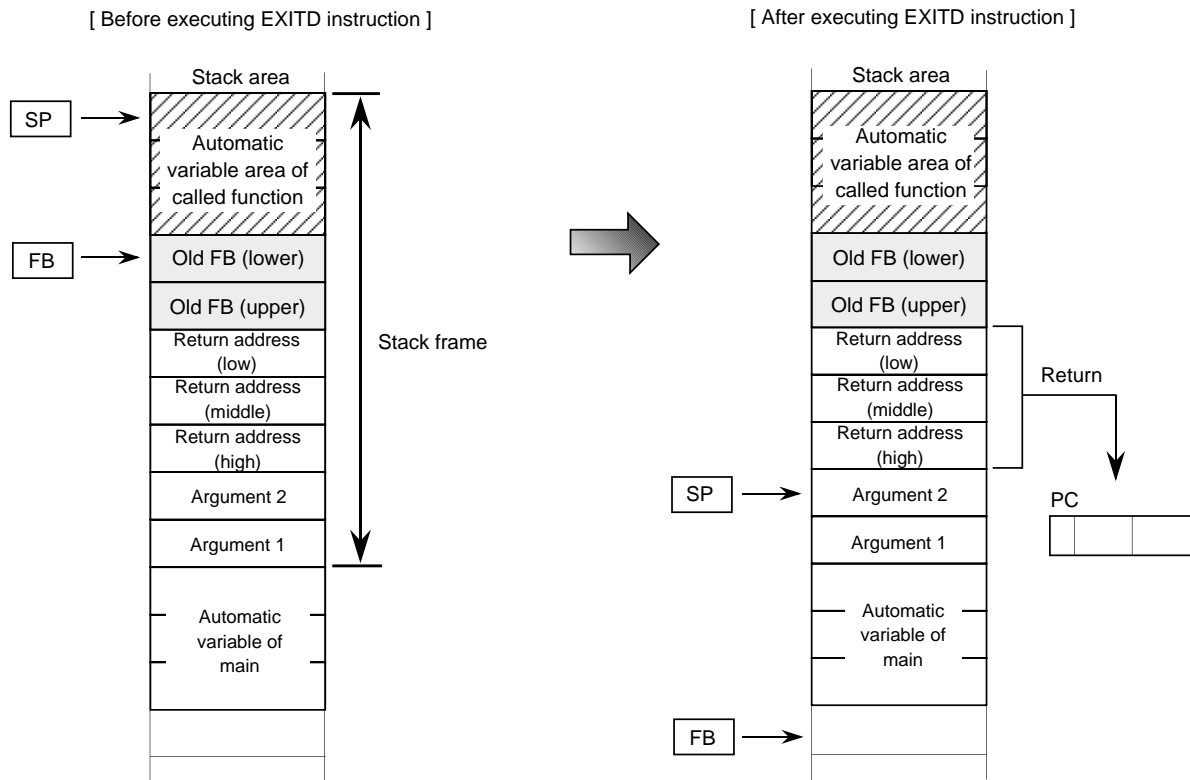 [ Before executing EXITD instruction ]
[ After executing EXITD instruction ]
Stack area
SP
Automatic
variable area of
called function
FB
Old FB (lower)
Old FB (upper)
Return address
(low)
Return address
(middle)
Return address
(high)
Argument 2
Argument 1
Automatic
variable of
main
Stack frame
Stack area
Automatic
variable area of
called function
Old FB (lower)
Old FB (upper)
Return address
(low)
Return address
(middle)
Return address
(high)
Return
SP
Argument 2
PC
Argument 1
Automatic
variable of
main
FB